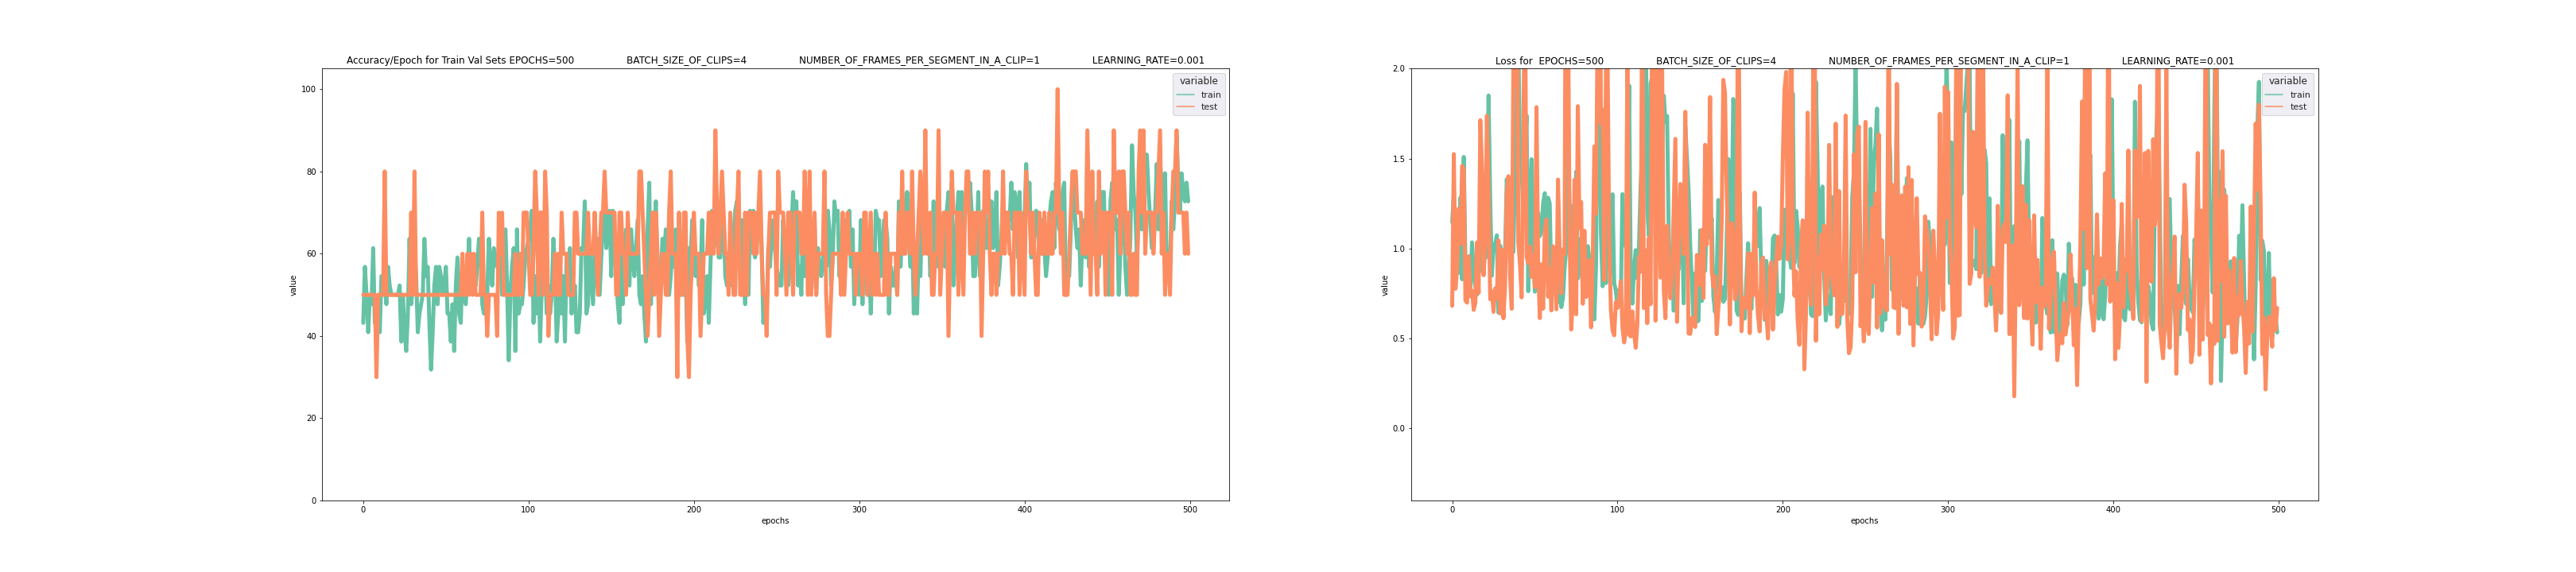 Accuracy/Epoch for Train Val Sets EPOCHS=500 BATCH_SIZE_OF_CLIPS=4 NUMBER_OF_FRAMES_PER_SEGMENT_IN_A_CLIP=1 LEARNING_RATE=0.001
variable
train
test
100
80
60
40
20
0
value
0 100 200 300 400 500
epochs
Loss for EPOCHS=500 BATCH_SIZE_OF_CLIPS=4 NUMBER_OF_FRAMES_PER_SEGMENT_IN_A_CLIP=1 LEARNING_RATE=0.001
variable
train
test
2.0
1.5
1.0
0.5
0.0
value
0 100 200 300 400 500
epochs